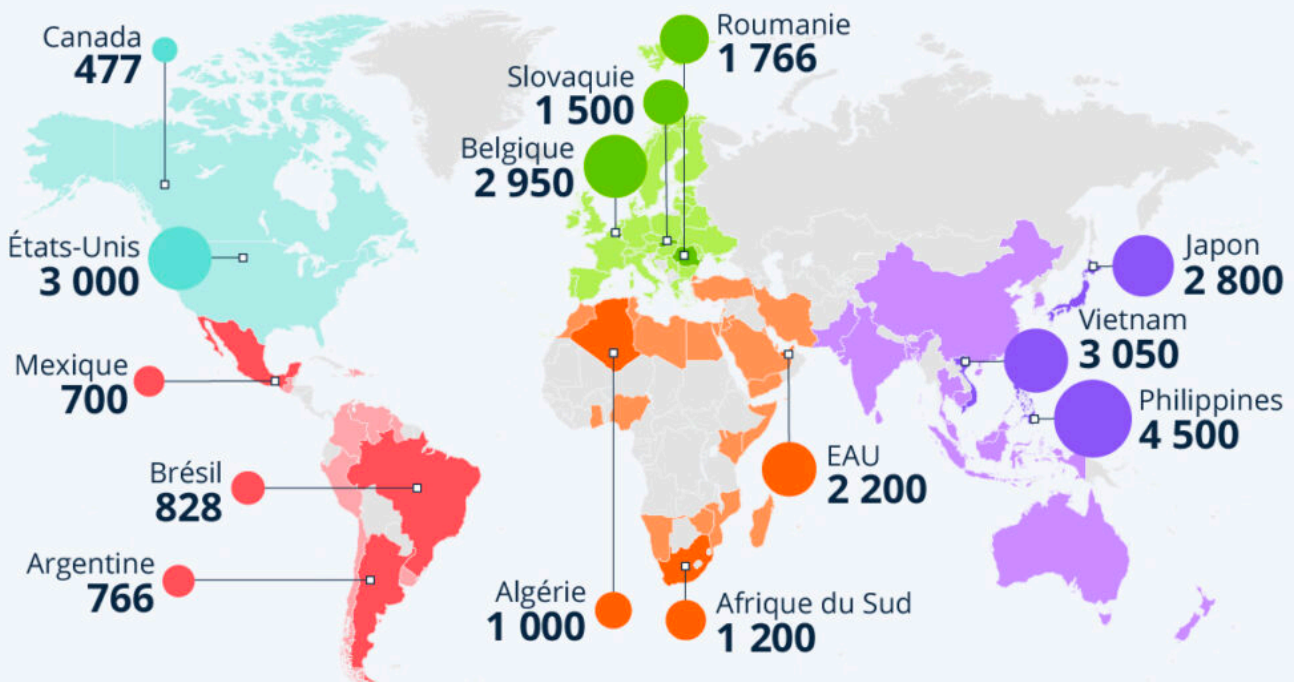 Canada
477
États-Unis
3 000
Mexique
700
Brésil
828
Argentine
766
Roumanie
1 766
Slovaquie
1 500
Belgique
2 950
Algérie
1 000
Afrique du Sud
1 200
EAU
2 200
Japon
2 800
Vietnam
3 050
Philippines
4 500